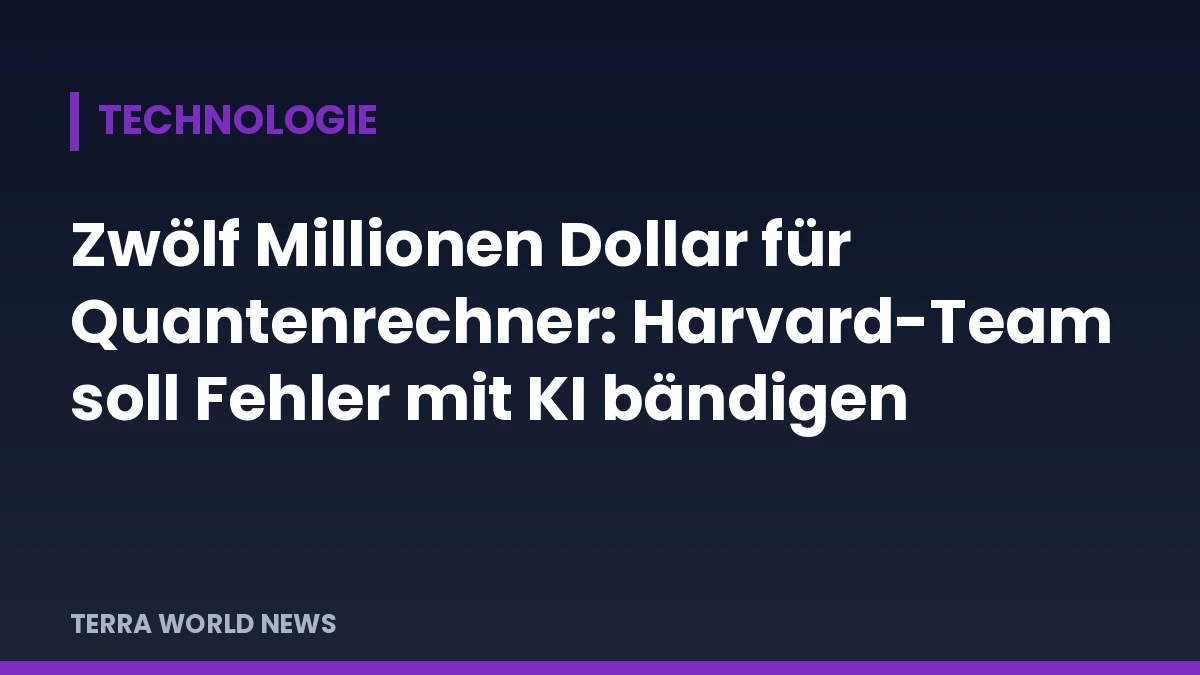 TECHNOLOGIE
Zwölf Millionen Dollar für
Quantenrechner: Harvard-Team
soll Fehler mit KI bändigen
TERRA WORLD NEWS